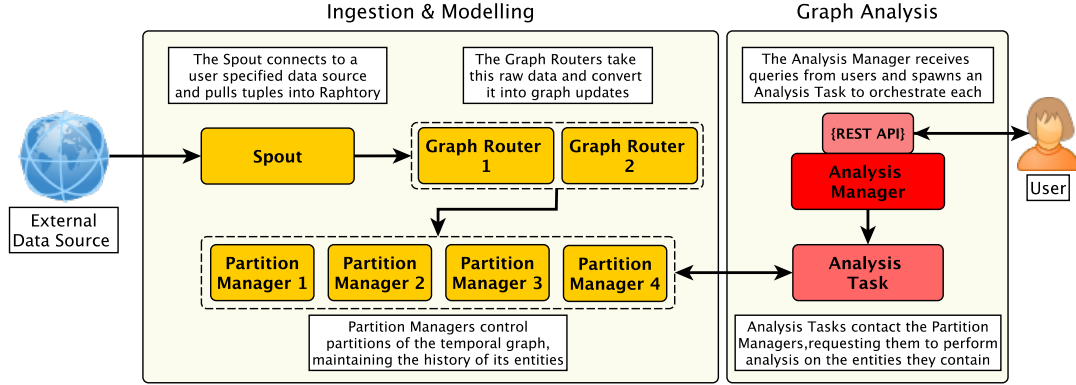 Ingestion & Modelling
Graph Analysis
The Spout connects to a
user specified data source
and pulls tuples into Raphtory
The Graph Routers take
this raw data and convert
it into graph updates
The Analysis Manager receives
queries from users and spawns an
Analysis Task to orchestrate each
{REST API}
Spout
Graph Router
1
Graph Router
2
Analysis
Manager
User
External
Data Source
Partition
Manager 1
Partition
Manager 2
Partition
Manager 3
Partition
Manager 4
Analysis
Task
Partition Managers control
partitions of the temporal graph,
maintaining the history of its entities
Analysis Tasks contact the Partition
Managers,requesting them to perform
analysis on the entities they contain